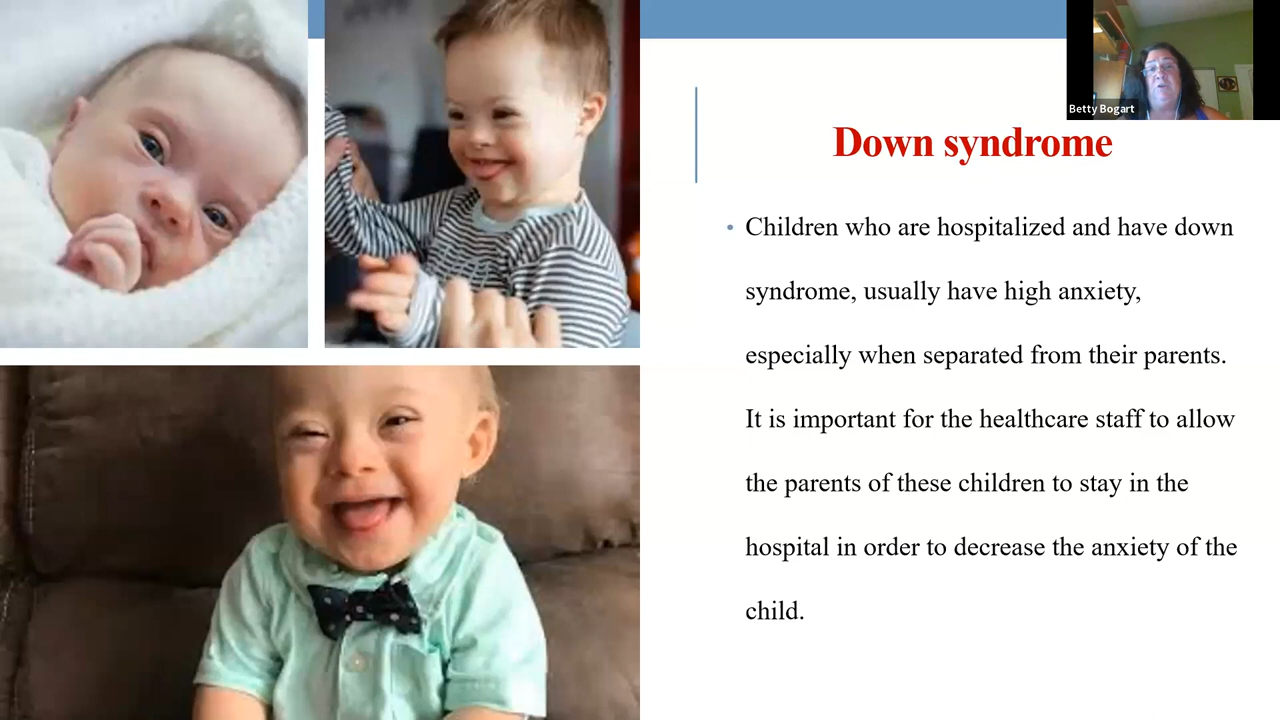 Betty Bogart
Down syndrome
• Children who are hospitalized and have down
syndrome, usually have high anxiety,
especially when separated from their parents.
It is important for the healthcare staff to allow
the parents of these children to stay in the
hospital in order to decrease the anxiety of the
child.